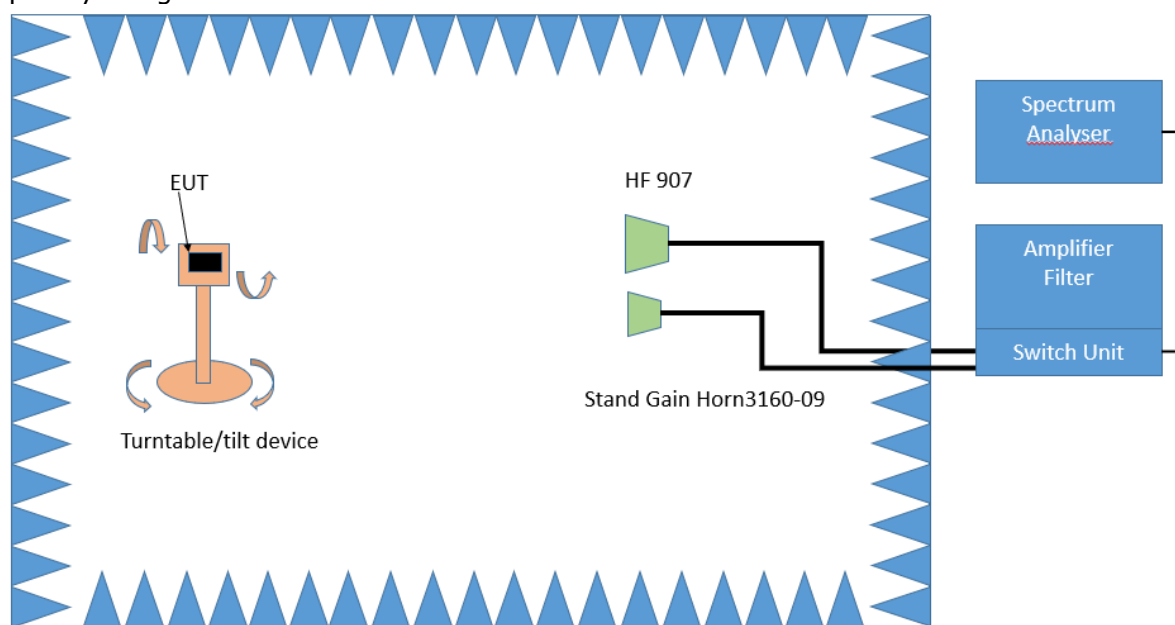 Spectrum
Analyser
EUT
HF 907
Amplifier
Filter
Switch Unit
Stand Gain Horn3160-09
Turntable/tilt device